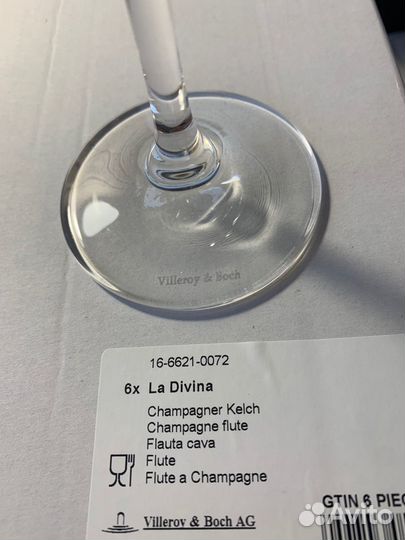 Villeroy & Boch
16-6621-0072
6x La Divina
Champagner Kelch
Champagne flute
Flauta cava
Flute
Flute a Champagne
GTIN 6 PIEC
Villeroy & Boch AG
Avito